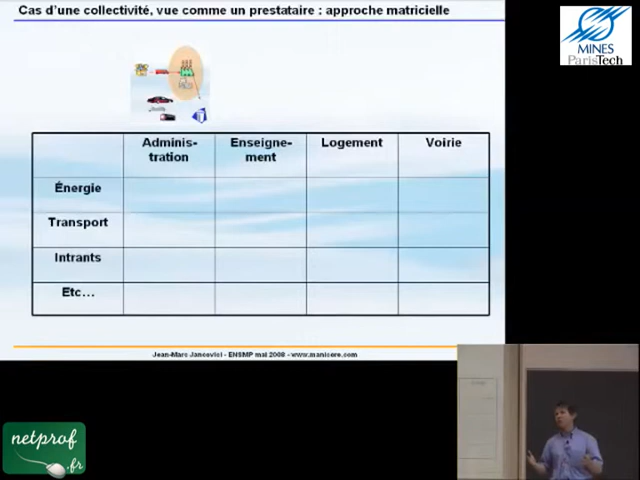 Cas d'une collectivité, vue comme un prestataire : approche matricielle
MINES
ParisTech
Adminis-
tration
Enseigne-
ment
Logement
Voirie
Énergie
Transport
Intrants
Etc...
Jean-Marc Jancovici - ENSMP mai 2008 - www.manicore.com
netprof
.fr